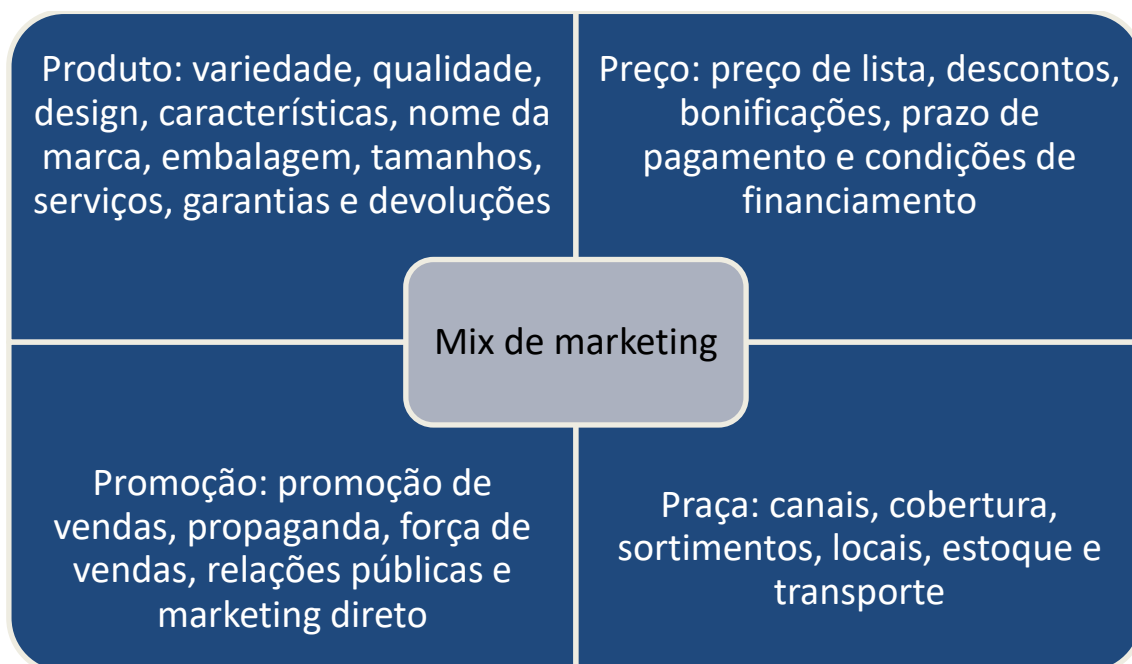 Produto: variedade, qualidade,
design, características, nome da
marca, embalagem, tamanhos,
serviços, garantias e devoluções
Preço: preço de lista, descontos,
bonificações, prazo de
pagamento e condições de
financiamento
Mix de marketing
Promoção: promoção de
vendas, propaganda, força de
vendas, relações públicas e
marketing direto
Praça: canais, cobertura,
sortimentos, locais, estoque e
transporte